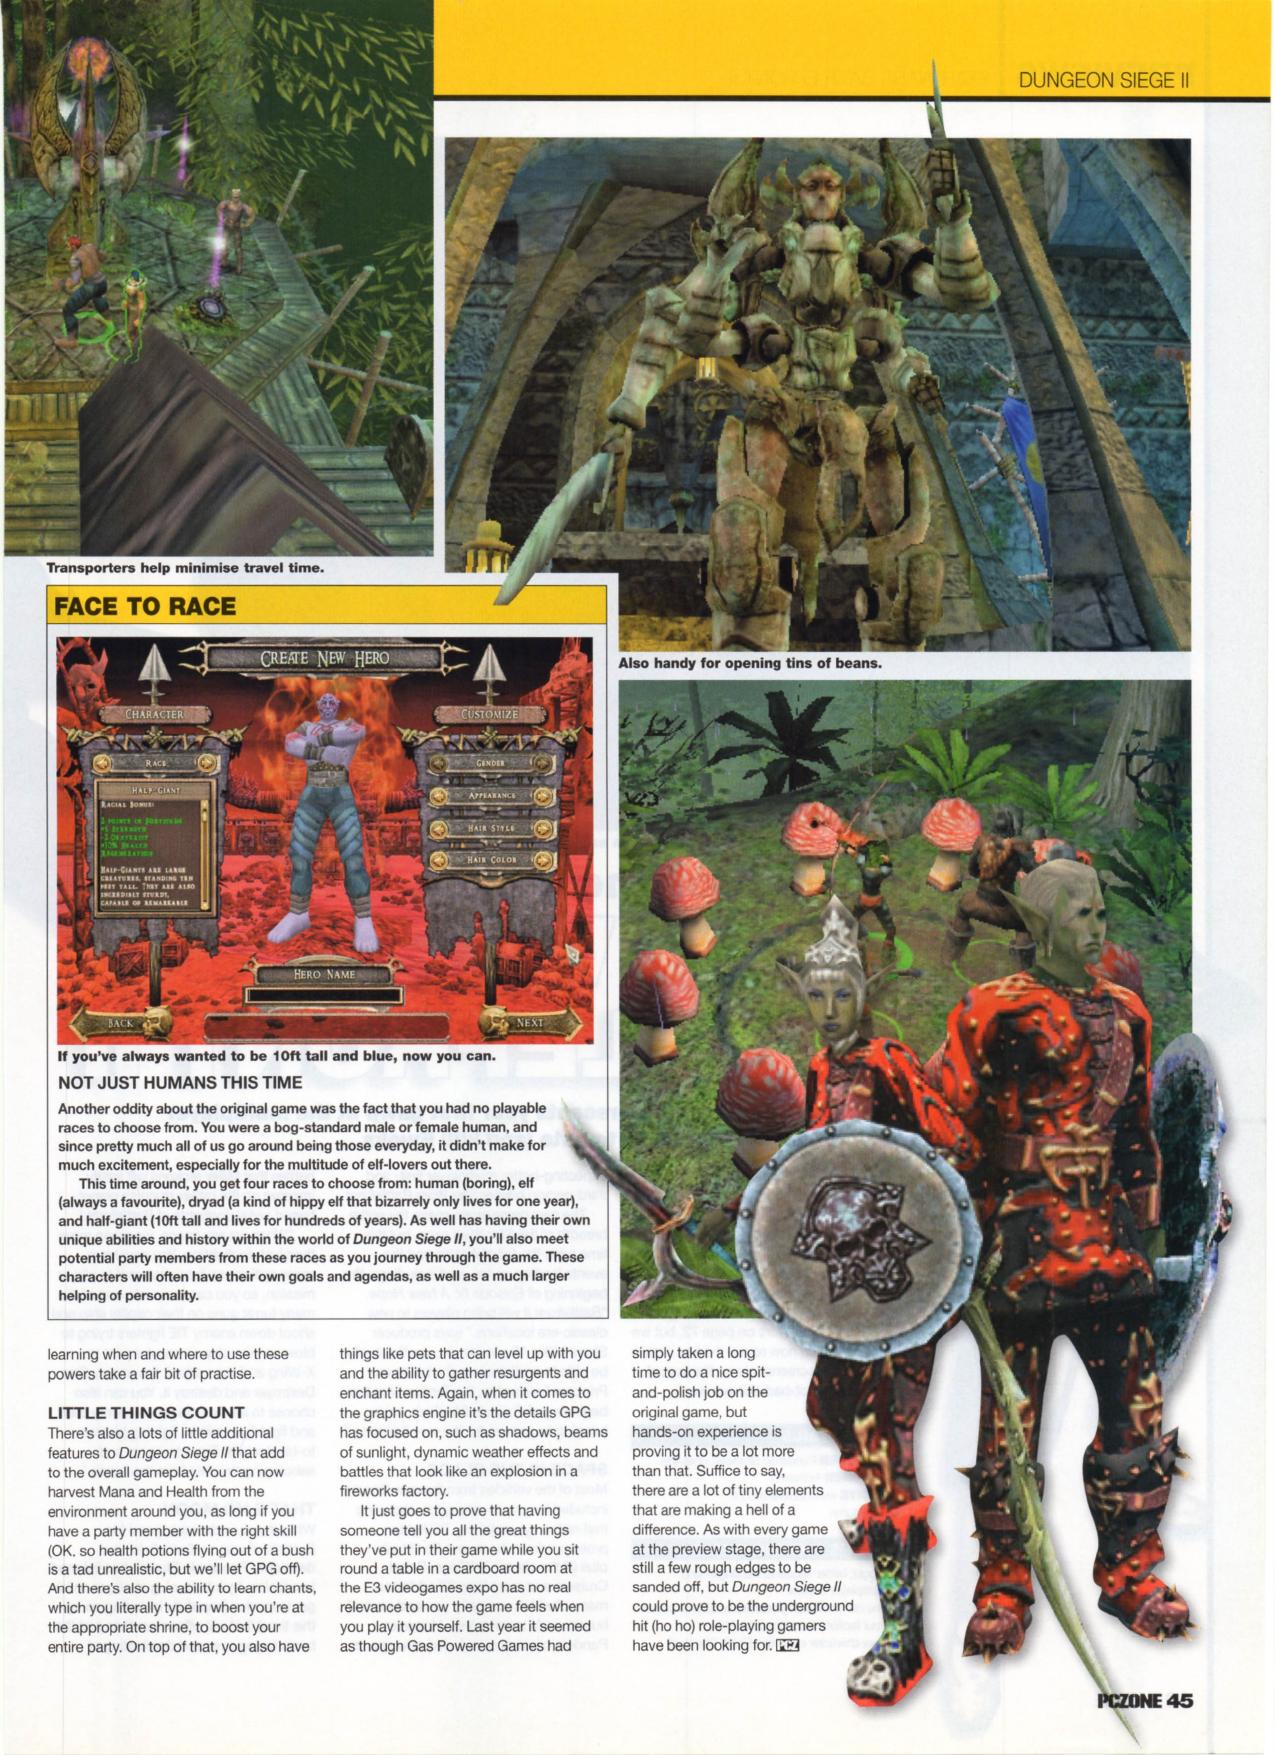 DUNGEON SIEGE II
Transporters help minimise travel time.
Also handy for opening tins of beans.
FACE TO RACE
CREATE NEW HERO
CHARACTER
CUSTOMIZE
RACE
GENDER
HALF-GIANT
APPEARANCE
RACIAL BONUS:
HAIR STYLE
HAIR COLOR
REGENERATION
HALF-GIANTS ARE LARGE
CREATURES, STANDING TEN
FEET TALL. THEY ARE ALSO
INCREDIBLY STURDY,
CAPABLE OF REMARKABLE
HERO NAME
BACK
NEXT
If you've always wanted to be 10ft tall and blue, now you can.
NOT JUST HUMANS THIS TIME
Another oddity about the original game was the fact that you had no playable
races to choose from. You were a bog-standard male or female human, and
since pretty much all of us go around being those everyday, it didn't make for
much excitement, especially for the multitude of elf-lovers out there.
This time around, you get four races to choose from: human (boring), elf
(always a favourite), dryad (a kind of hippy elf that bizarrely only lives for one year),
and half-giant (10ft tall and lives for hundreds of years). As well has having their own
unique abilities and history within the world of Dungeon Siege II, you'll also meet
potential party members from these races as you journey through the game. These
characters will often have their own goals and agendas, as well as a much larger
helping of personality.
learning when and where to use these
powers take a fair bit of practise.
LITTLE THINGS COUNT
There's also a lots of little additional
features to Dungeon Siege II that add
to the overall gameplay. You can now
harvest Mana and Health from the
environment around you, as long if you
have a party member with the right skill
(OK, so health potions flying out of a bush
is a tad unrealistic, but we'll let GPG off).
And there's also the ability to learn chants,
which you literally type in when you're at
the appropriate shrine, to boost your
entire party. On top of that, you also have
things like pets that can level up with you
and the ability to gather resurgents and
enchant items. Again, when it comes to
the graphics engine it's the details GPG
has focused on, such as shadows, beams
of sunlight, dynamic weather effects and
battles that look like an explosion in a
fireworks factory.
It just goes to prove that having
someone tell you all the great things
they've put in their game while you sit
round a table in a cardboard room at
the E3 videogames expo has no real
relevance to how the game feels when
you play it yourself. Last year it seemed
as though Gas Powered Games had
simply taken a long
time to do a nice spit-
and-polish job on the
original game, but
hands-on experience is
proving it to be a lot more
than that. Suffice to say,
there are a lot of tiny elements
that are making a hell of a
difference. As with every game
at the preview stage, there are
still a few rough edges to be
sanded off, but Dungeon Siege II
could prove to be the underground
hit (ho ho) role-playing gamers
have been looking for. PCZ
PCZONE 45